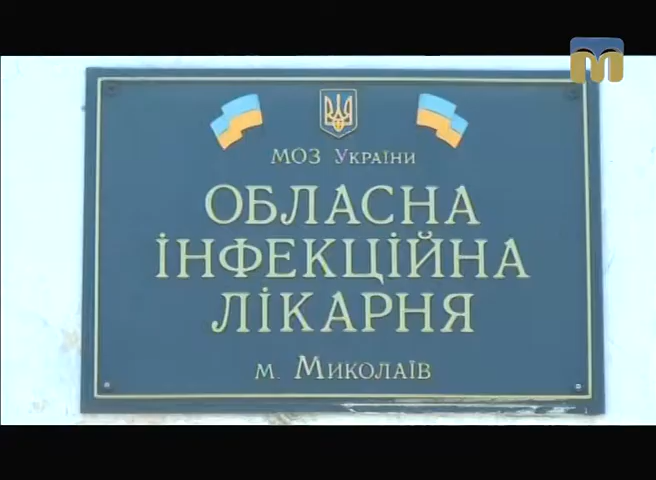 МОЗ України
ОБЛАСНА
ІНФЕКЦІЙНА
ЛІКАРНЯ
м. Миколаїв